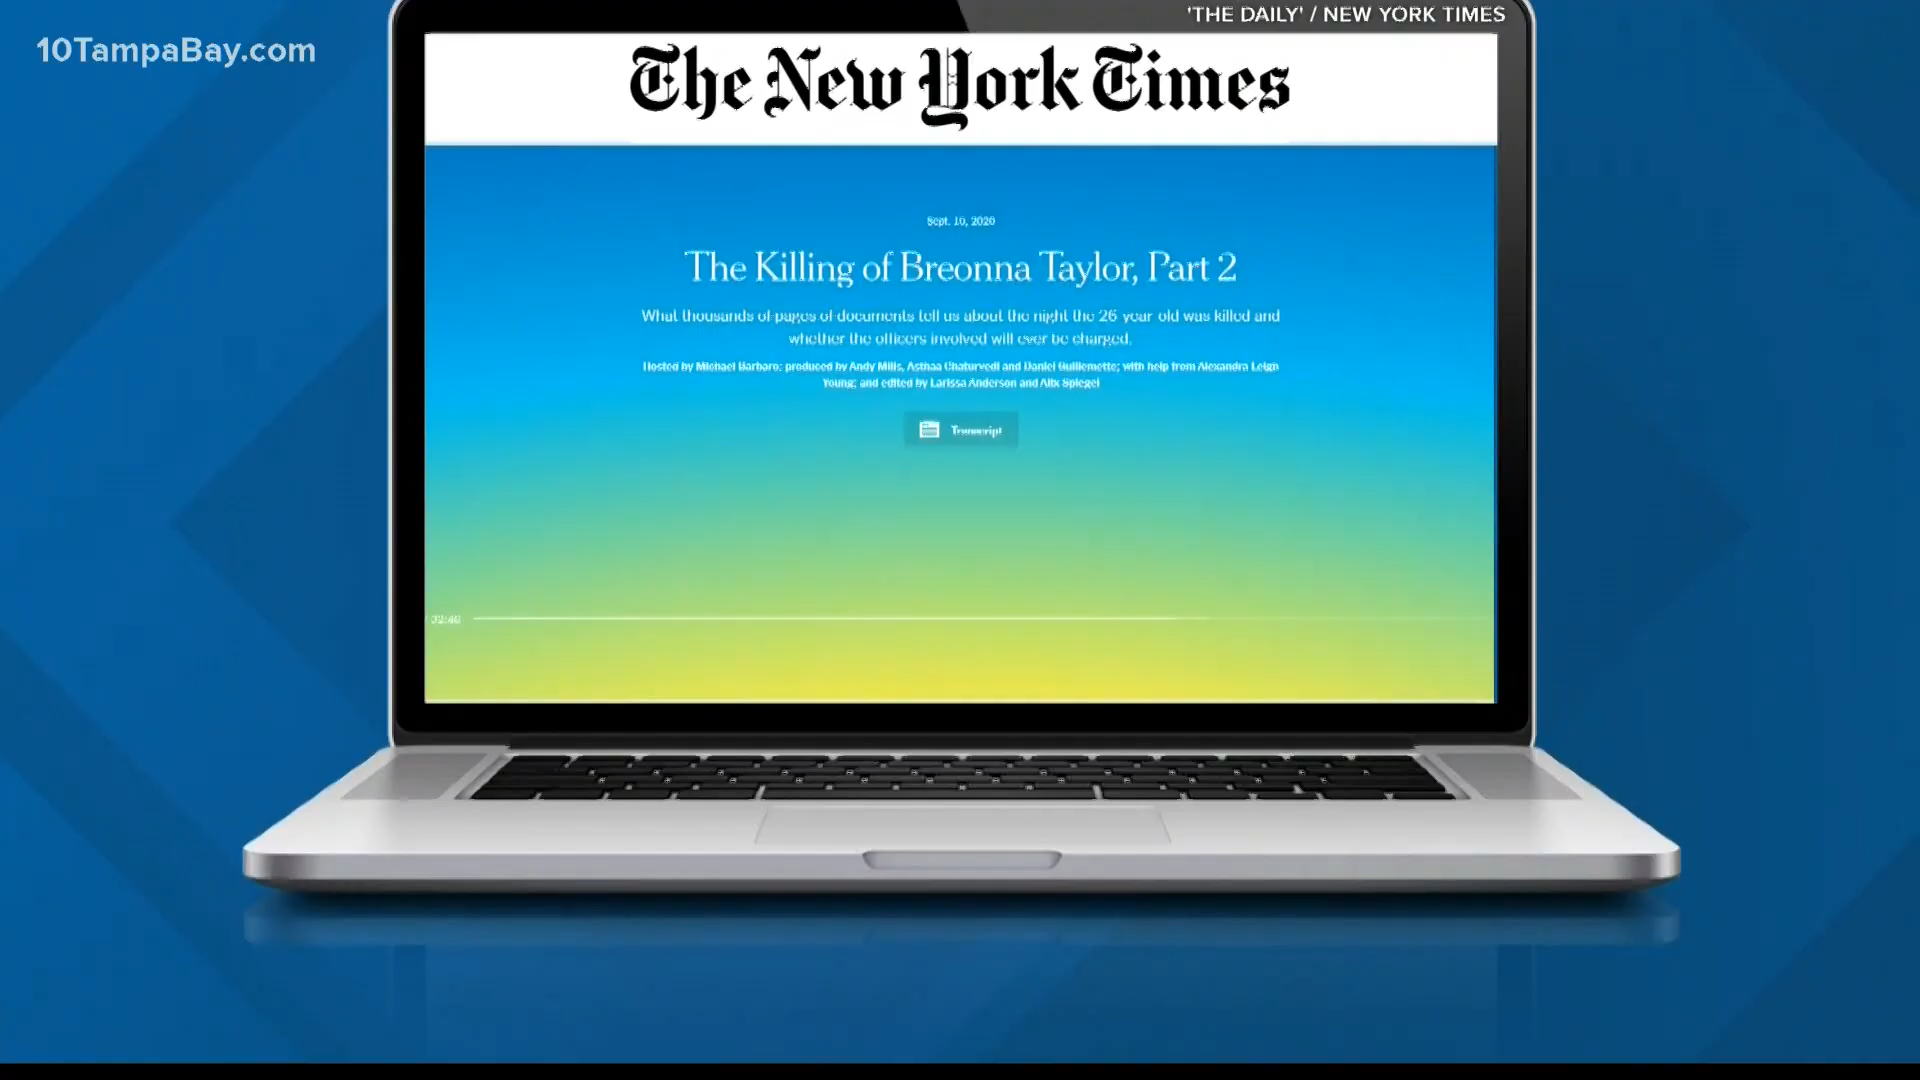 'THE DAILY' / NEW YORK TIMES
10TampaBay.com
The New York Times
Sept. 10, 2020
The Killing of Breonna Taylor, Part 2
What thousands of pages of documents tell us about the night the 26 year old was killed and
whether the officers involved will ever be charged.
Hosted by Michael Barbaro; produced by Andy Mills, Asthaa Chaturvedi and Daniel Guillemette; with help from Alexandra Leigh
Young; and edited by Larissa Anderson and Alix Spiegel
Transcript